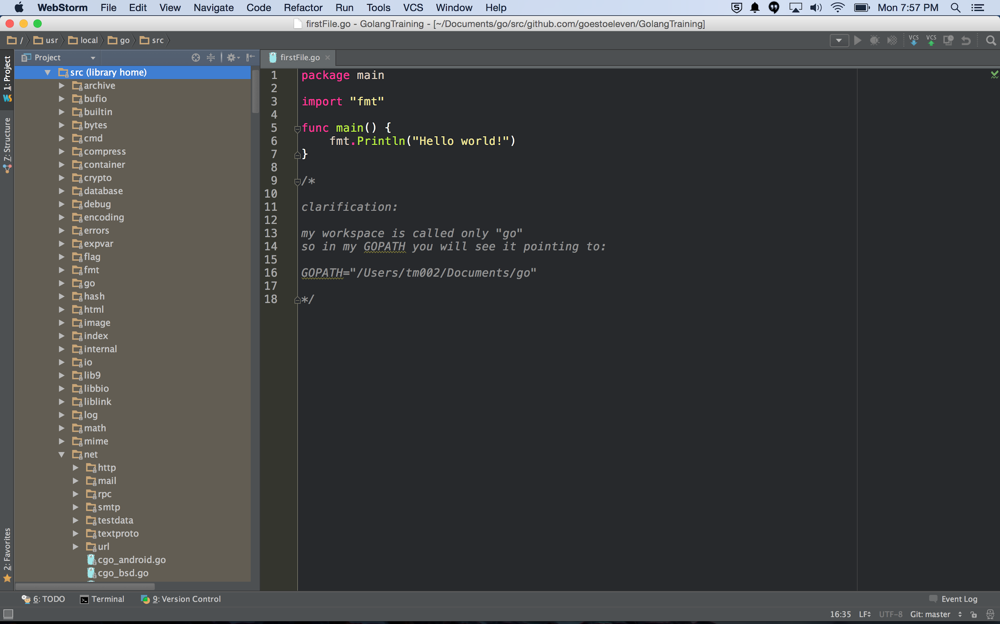 WebStorm File Edit View Navigate Code Refactor Run Tools VCS Window Help Mon 7:57 PM
firstFile.go - GolangTraining - [~/Documents/go/src/github.com/goestoeleven/GolangTraining]
/ usr local go src VCS VCS
1: Project
7: Structure
2: Favorites
Project
src (library home)
archive
bufio
builtin
bytes
cmd
compress
container
crypto
database
debug
encoding
errors
expvar
flag
fmt
go
hash
html
image
index
internal
io
lib9
libbio
liblink
log
math
mime
net
http
mail
rpc
smtp
testdata
textproto
url
cgo_android.go
cgo_bsd.go
firstFile.go
1 package main
2
3 import "fmt"
4
5 func main() {
6 fmt.Println("Hello world!")
7 }
8
9 /*
10
11 clarification:
12
13 my workspace is called only "go"
14 so in my GOPATH you will see it pointing to:
15
16 GOPATH="/Users/tm002/Documents/go"
17
18 */
6: TODO Terminal 9: Version Control Event Log
16:35 LF UTF-8 Git: master